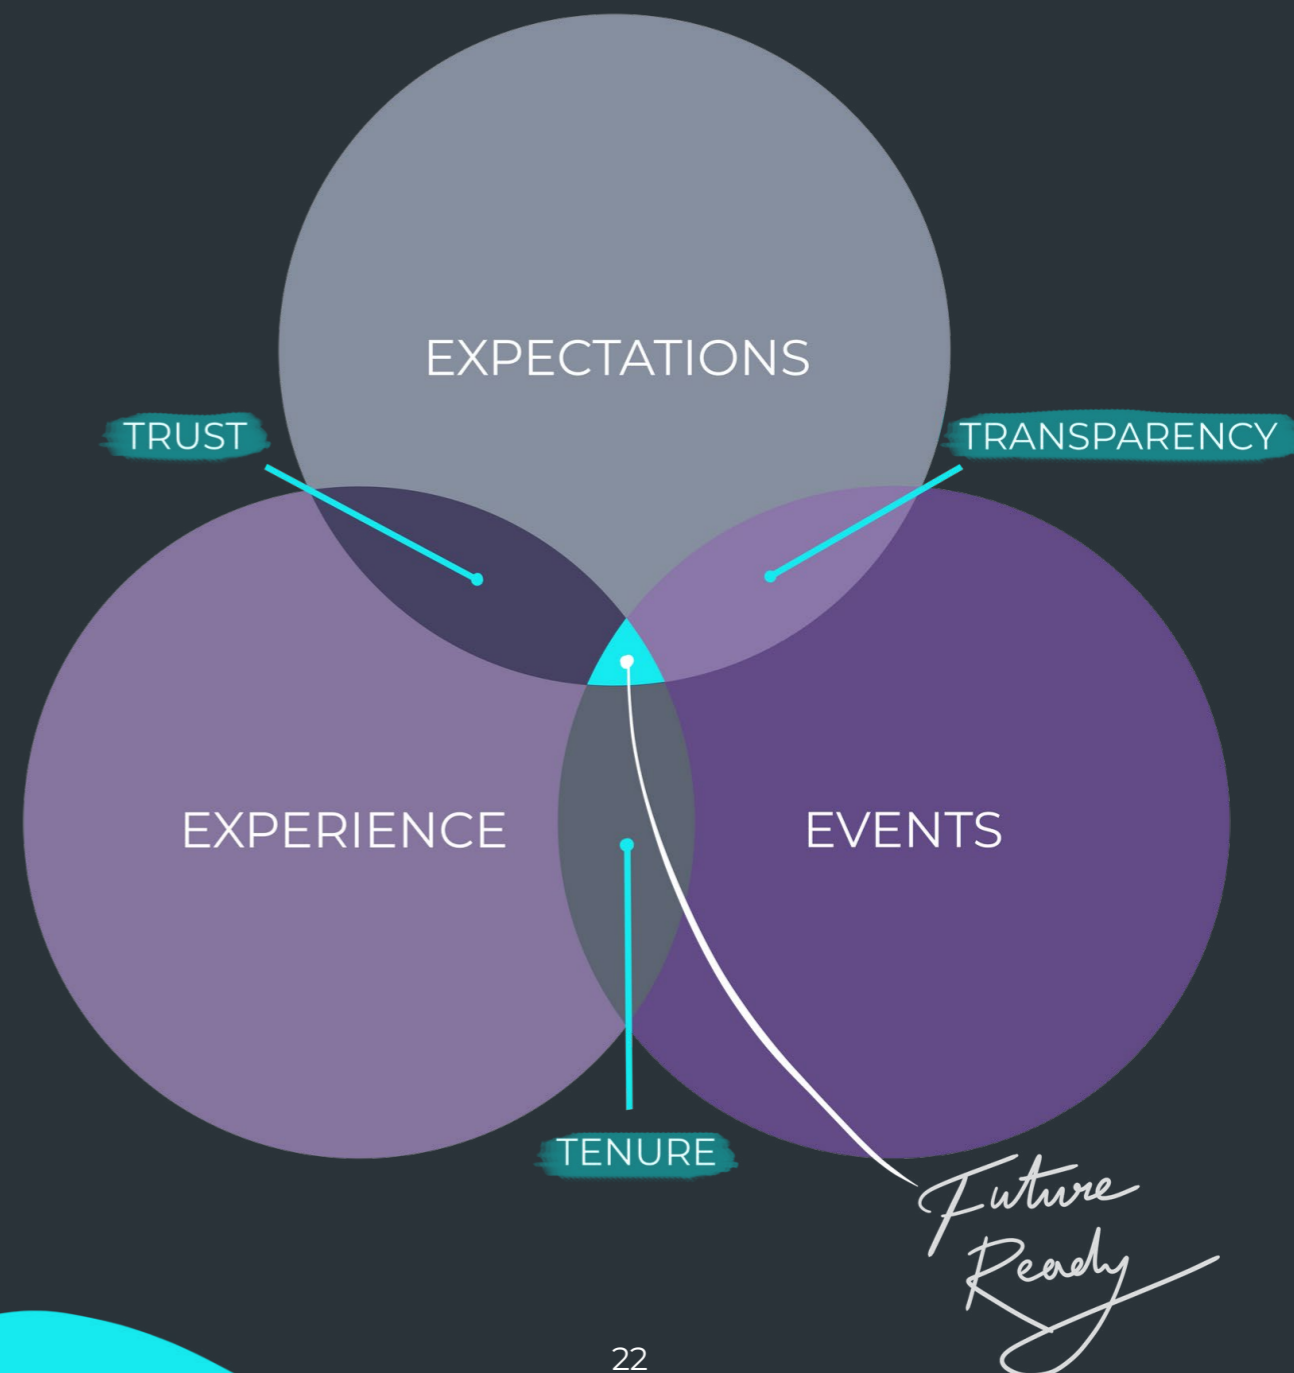 EXPECTATIONS
TRUST
TRANSPARENCY
EXPERIENCE
EVENTS
TENURE
Future
Ready
22